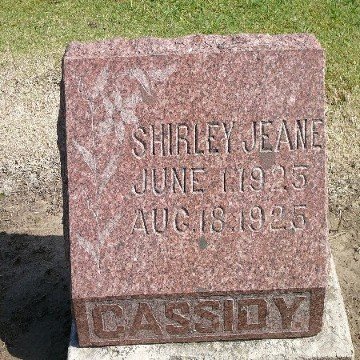 SHIRLEY JEANE
JUNE 1.1925
AUG.18.1925
CASSIDY.